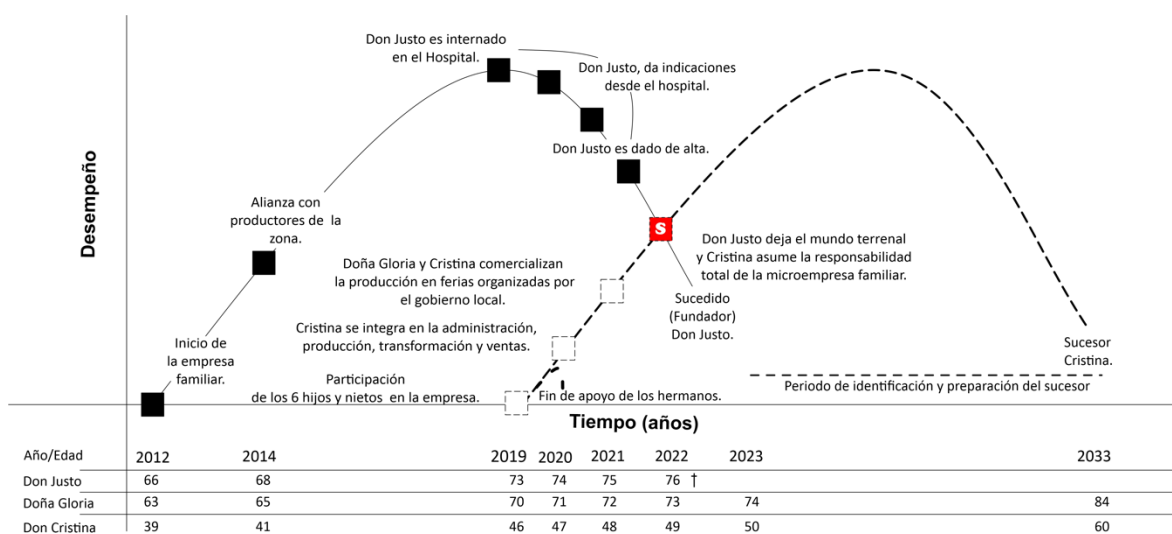 Don Justo es internado
en el Hospital.
Don Justo, da indicaciones
desde el hospital.
Don Justo es dado de alta.
Desempeño
Alianza con
productores de la
zona.
S
Don Justo deja el mundo terrenal
y Cristina asume la responsabilidad
total de la microempresa familiar.
Doña Gloria y Cristina comercializan
la producción en ferias organizadas por
el gobierno local.
Sucedido
(Fundador)
Don Justo.
Cristina se integra en la administración,
producción, transformación y ventas.
Inicio de
la empresa
familiar.
Sucesor
Cristina.
Participación
de los 6 hijos y nietos en la empresa.
Fin de apoyo de los hermanos.
Periodo de identificación y preparación del sucesor
Tiempo (años)
Año/Edad 2012 2014 2019 2020 2021 2022 2023 2033
Don Justo 66 68 73 74 75 76 †
Doña Gloria 63 65 70 71 72 73 74 84
Don Cristina 39 41 46 47 48 49 50 60